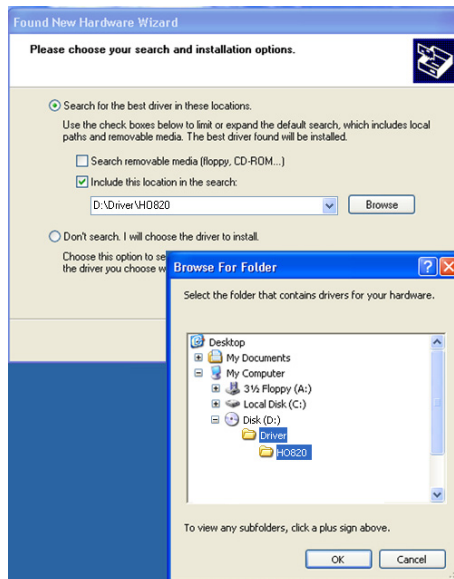 Found New Hardware Wizard
Please choose your search and installation options.
Search for the best driver in these locations.
Use the check boxes below to limit or expand the default search, which includes local
paths and removable media. The best driver found will be installed.
Search removable media (floppy, CD-ROM...)
Include this location in the search:
D:\Driver\HO820
Browse
Don't search. I will choose the driver to install.
Choose this option to se
the driver you choose w
Browse For Folder
Select the folder that contains drivers for your hardware.
Desktop
My Documents
My Computer
3½ Floppy (A:)
Local Disk (C:)
Disk (D:)
Driver
HO820
To view any subfolders, click a plus sign above.
OK
Cancel